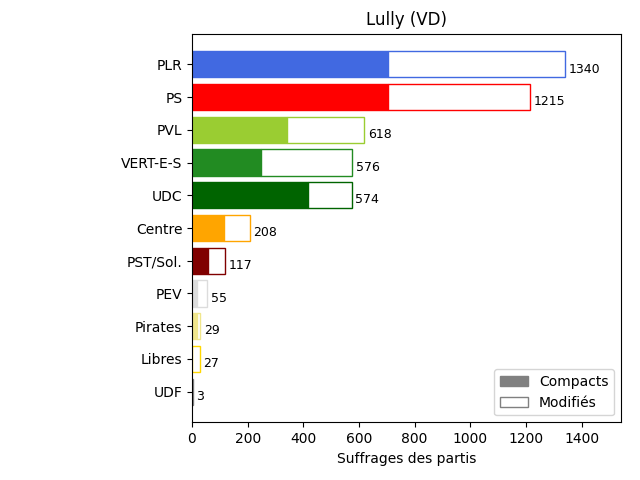 Lully (VD)
PLR 1340
PS 1215
PVL 618
VERT-E-S 576
UDC 574
Centre 208
PST/Sol. 117
PEV 55
Pirates 29
Libres 27
UDF 3
Compacts
Modifiés
0 200 400 600 800 1000 1200 1400
Suffrages des partis